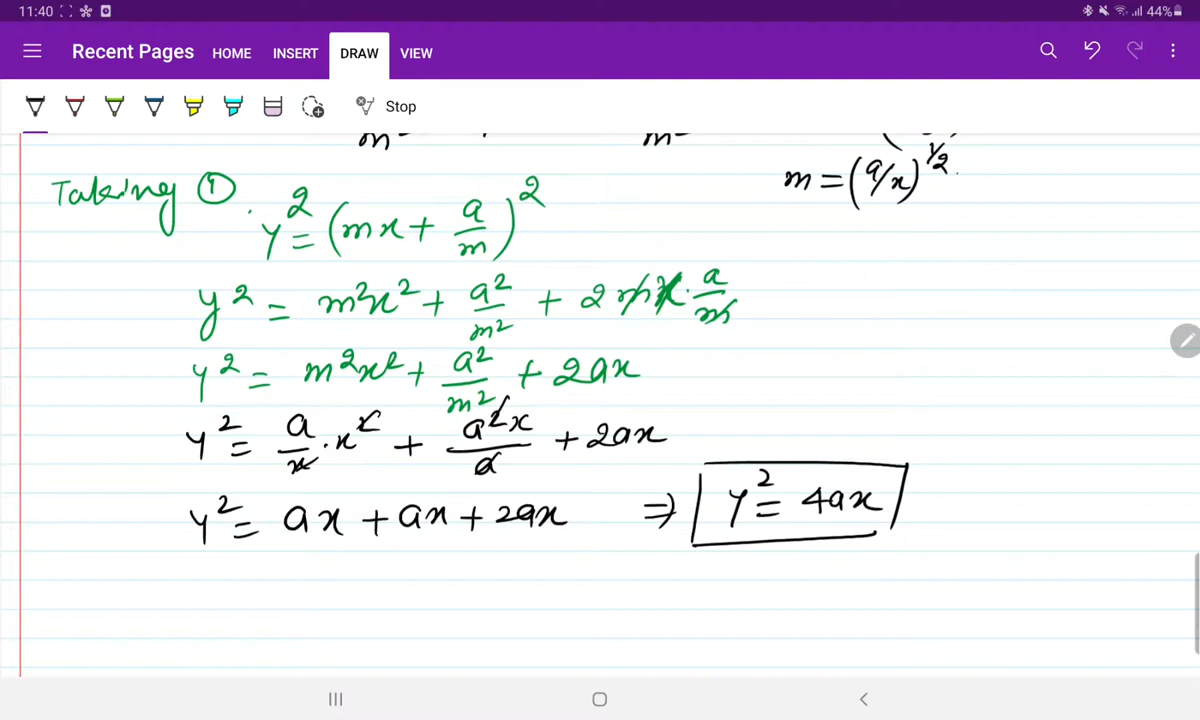 11:40 44%
Recent Pages HOME INSERT DRAW VIEW
Stop
Taking ①
m = (a/x)^1/2.
y² = (mx + a/m)²
y² = m²x² + a²/m² + 2mx · a/m
y² = m²x² + a²/m² + 2ax
y² = a/x · x² + a²x/a + 2ax
y² = ax + ax + 2ax ⇒ y² = 4ax